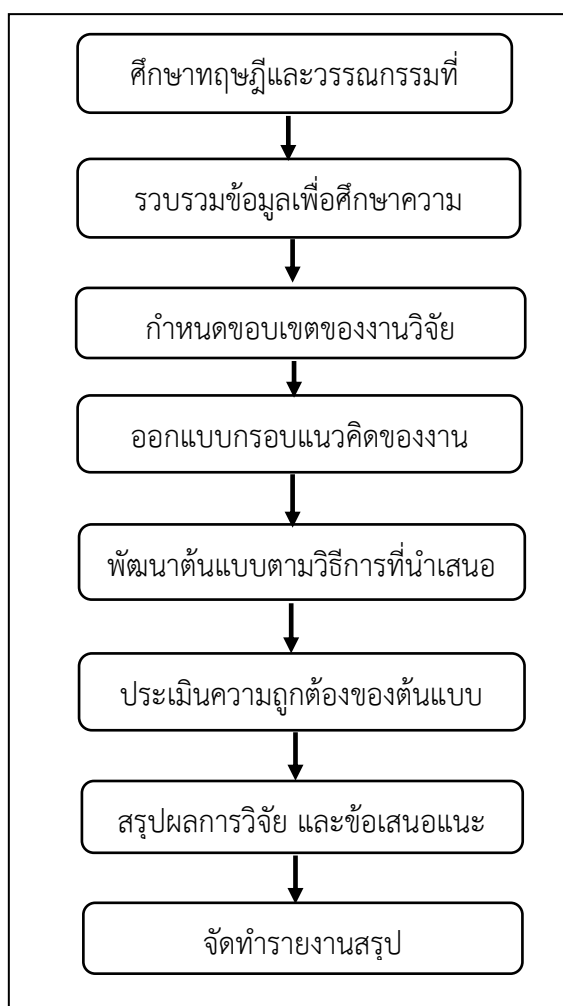 ศึกษาทฤษฎีและวรรณกรรมที่
รวบรวมข้อมูลเพื่อศึกษาความ
กำหนดขอบเขตของงานวิจัย
ออกแบบกรอบแนวคิดของงาน
พัฒนาต้นแบบตามวิธีการที่นำเสนอ
ประเมินความถูกต้องของต้นแบบ
สรุปผลการวิจัย และข้อเสนอแนะ
จัดทำรายงานสรุป